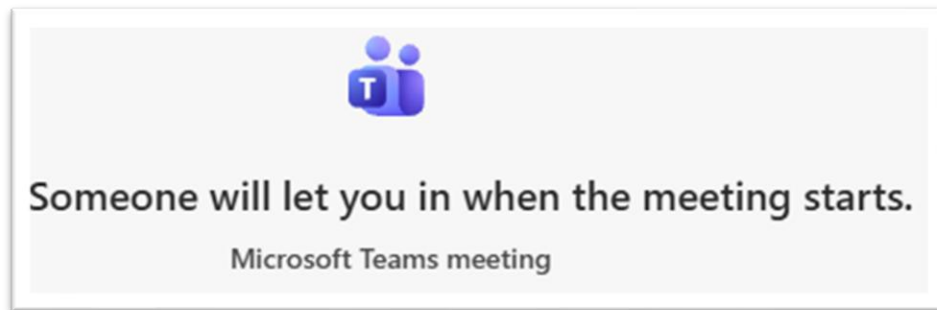 T
Someone will let you in when the meeting starts.
Microsoft Teams meeting